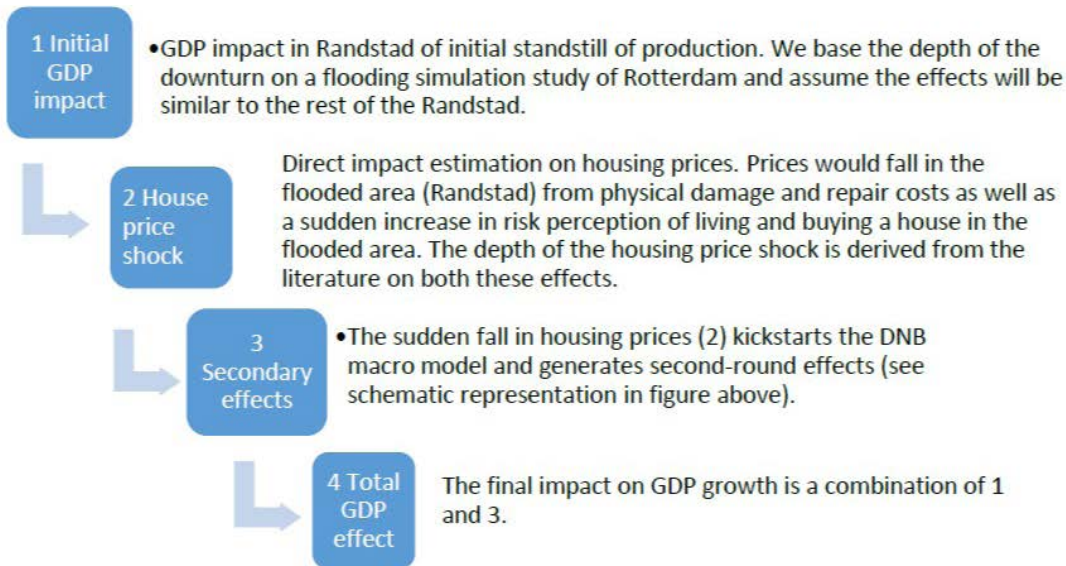 1 Initial
GDP
impact
•GDP impact in Randstad of initial standstill of production. We base the depth of the
downturn on a flooding simulation study of Rotterdam and assume the effects will be
similar to the rest of the Randstad.
2 House
price
shock
Direct impact estimation on housing prices. Prices would fall in the
flooded area (Randstad) from physical damage and repair costs as well as
a sudden increase in risk perception of living and buying a house in the
flooded area. The depth of the housing price shock is derived from the
literature on both these effects.
3
Secondary
effects
•The sudden fall in housing prices (2) kickstarts the DNB
macro model and generates second-round effects (see
schematic representation in figure above).
4 Total
GDP
effect
The final impact on GDP growth is a combination of 1
and 3.